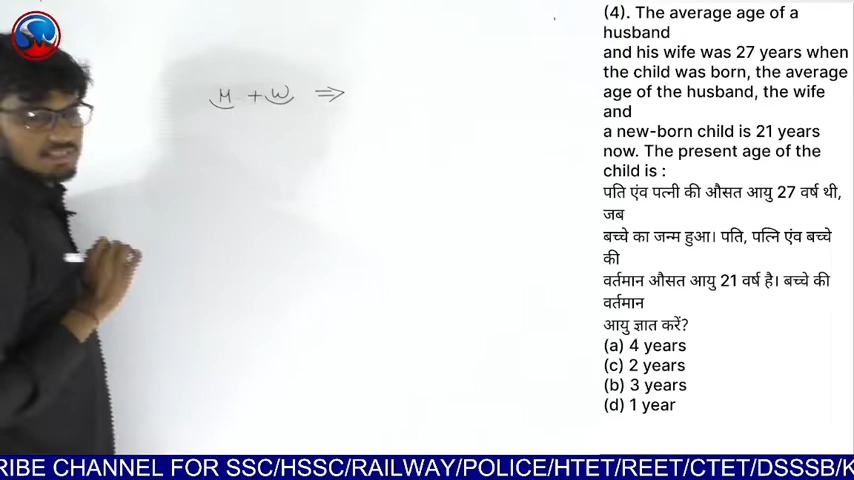 SW
M + W ⇒
(4). The average age of a
husband
and his wife was 27 years when
the child was born, the average
age of the husband, the wife
and
a new-born child is 21 years
now. The present age of the
child is :
पति एंव पत्नी की औसत आयु 27 वर्ष थी,
जब
बच्चे का जन्म हुआ। पति, पत्नि एंव बच्चे
की
वर्तमान औसत आयु 21 वर्ष है। बच्चे की
वर्तमान
आयु ज्ञात करें?
(a) 4 years
(c) 2 years
(b) 3 years
(d) 1 year
RIBE CHANNEL FOR SSC/HSSC/RAILWAY/POLICE/HTET/REET/CTET/DSSSB/K